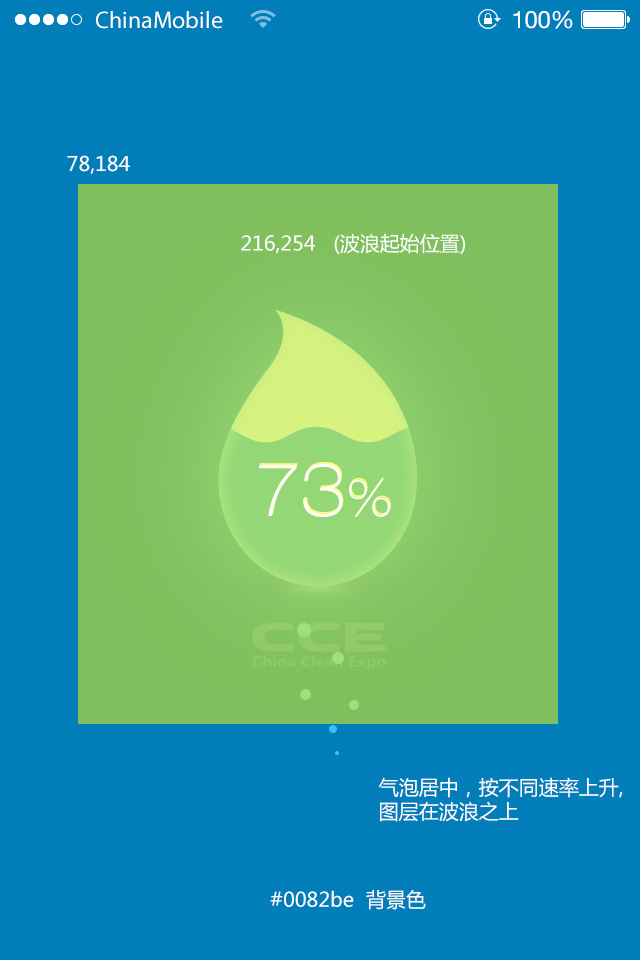 ChinaMobile 100%
78,184
216,254 (波浪起始位置)
73%
CCE
China Clean Expo
气泡居中，按不同速率上升,
图层在波浪之上
#0082be 背景色